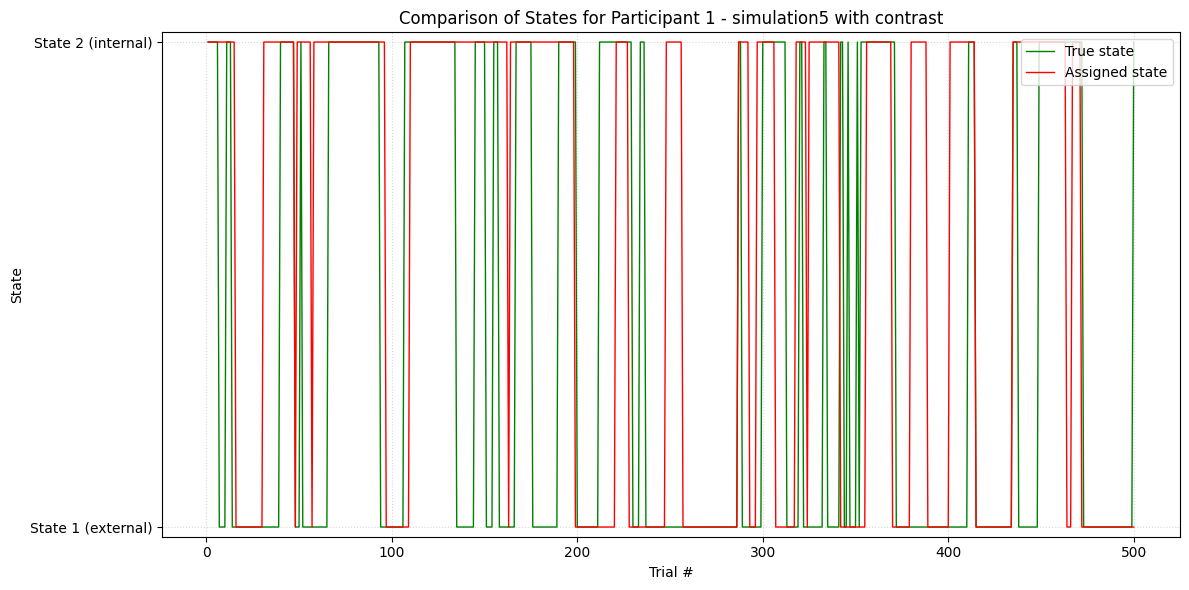 Comparison of States for Participant 1 - simulation5 with contrast
State 2 (internal)
True state
Assigned state
State
State 1 (external)
0
100
200
300
400
500
Trial #